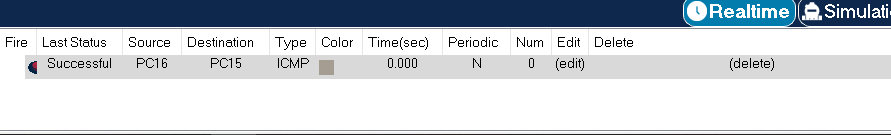 Realtime Simulati
Fire Last Status Source Destination Type Color Time(sec) Periodic Num Edit Delete
Successful PC16 PC15 ICMP 0.000 N 0 (edit) (delete)